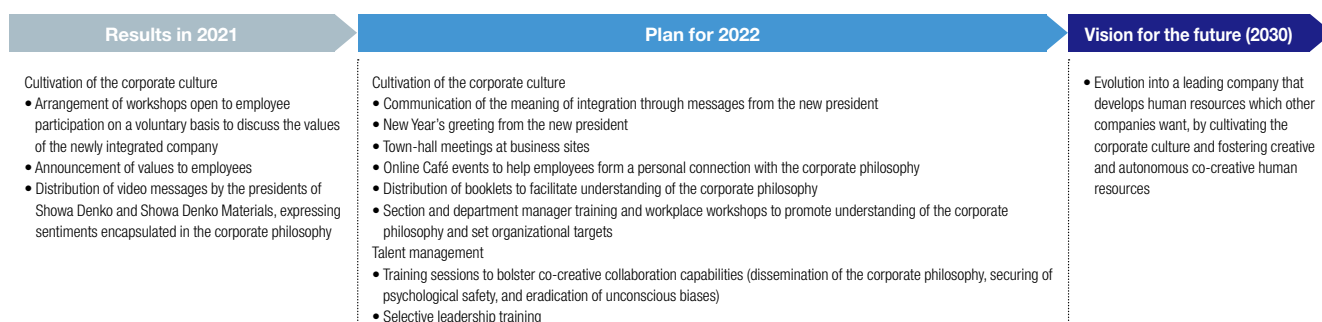 Results in 2021
Cultivation of the corporate culture
• Arrangement of workshops open to employee
participation on a voluntary basis to discuss the values
of the newly integrated company
• Announcement of values to employees
• Distribution of video messages by the presidents of
Showa Denko and Showa Denko Materials, expressing
sentiments encapsulated in the corporate philosophy
Plan for 2022
Cultivation of the corporate culture
• Communication of the meaning of integration through messages from the new president
• New Year's greeting from the new president
• Town-hall meetings at business sites
• Online Café events to help employees form a personal connection with the corporate philosophy
• Distribution of booklets to facilitate understanding of the corporate philosophy
• Section and department manager training and workplace workshops to promote understanding of the corporate
philosophy and set organizational targets
Talent management
• Training sessions to bolster co-creative collaboration capabilities (dissemination of the corporate philosophy, securing of
psychological safety, and eradication of unconscious biases)
• Selective leadership training
Vision for the future (2030)
• Evolution into a leading company that
develops human resources which other
companies want, by cultivating the
corporate culture and fostering creative
and autonomous co-creative human
resources